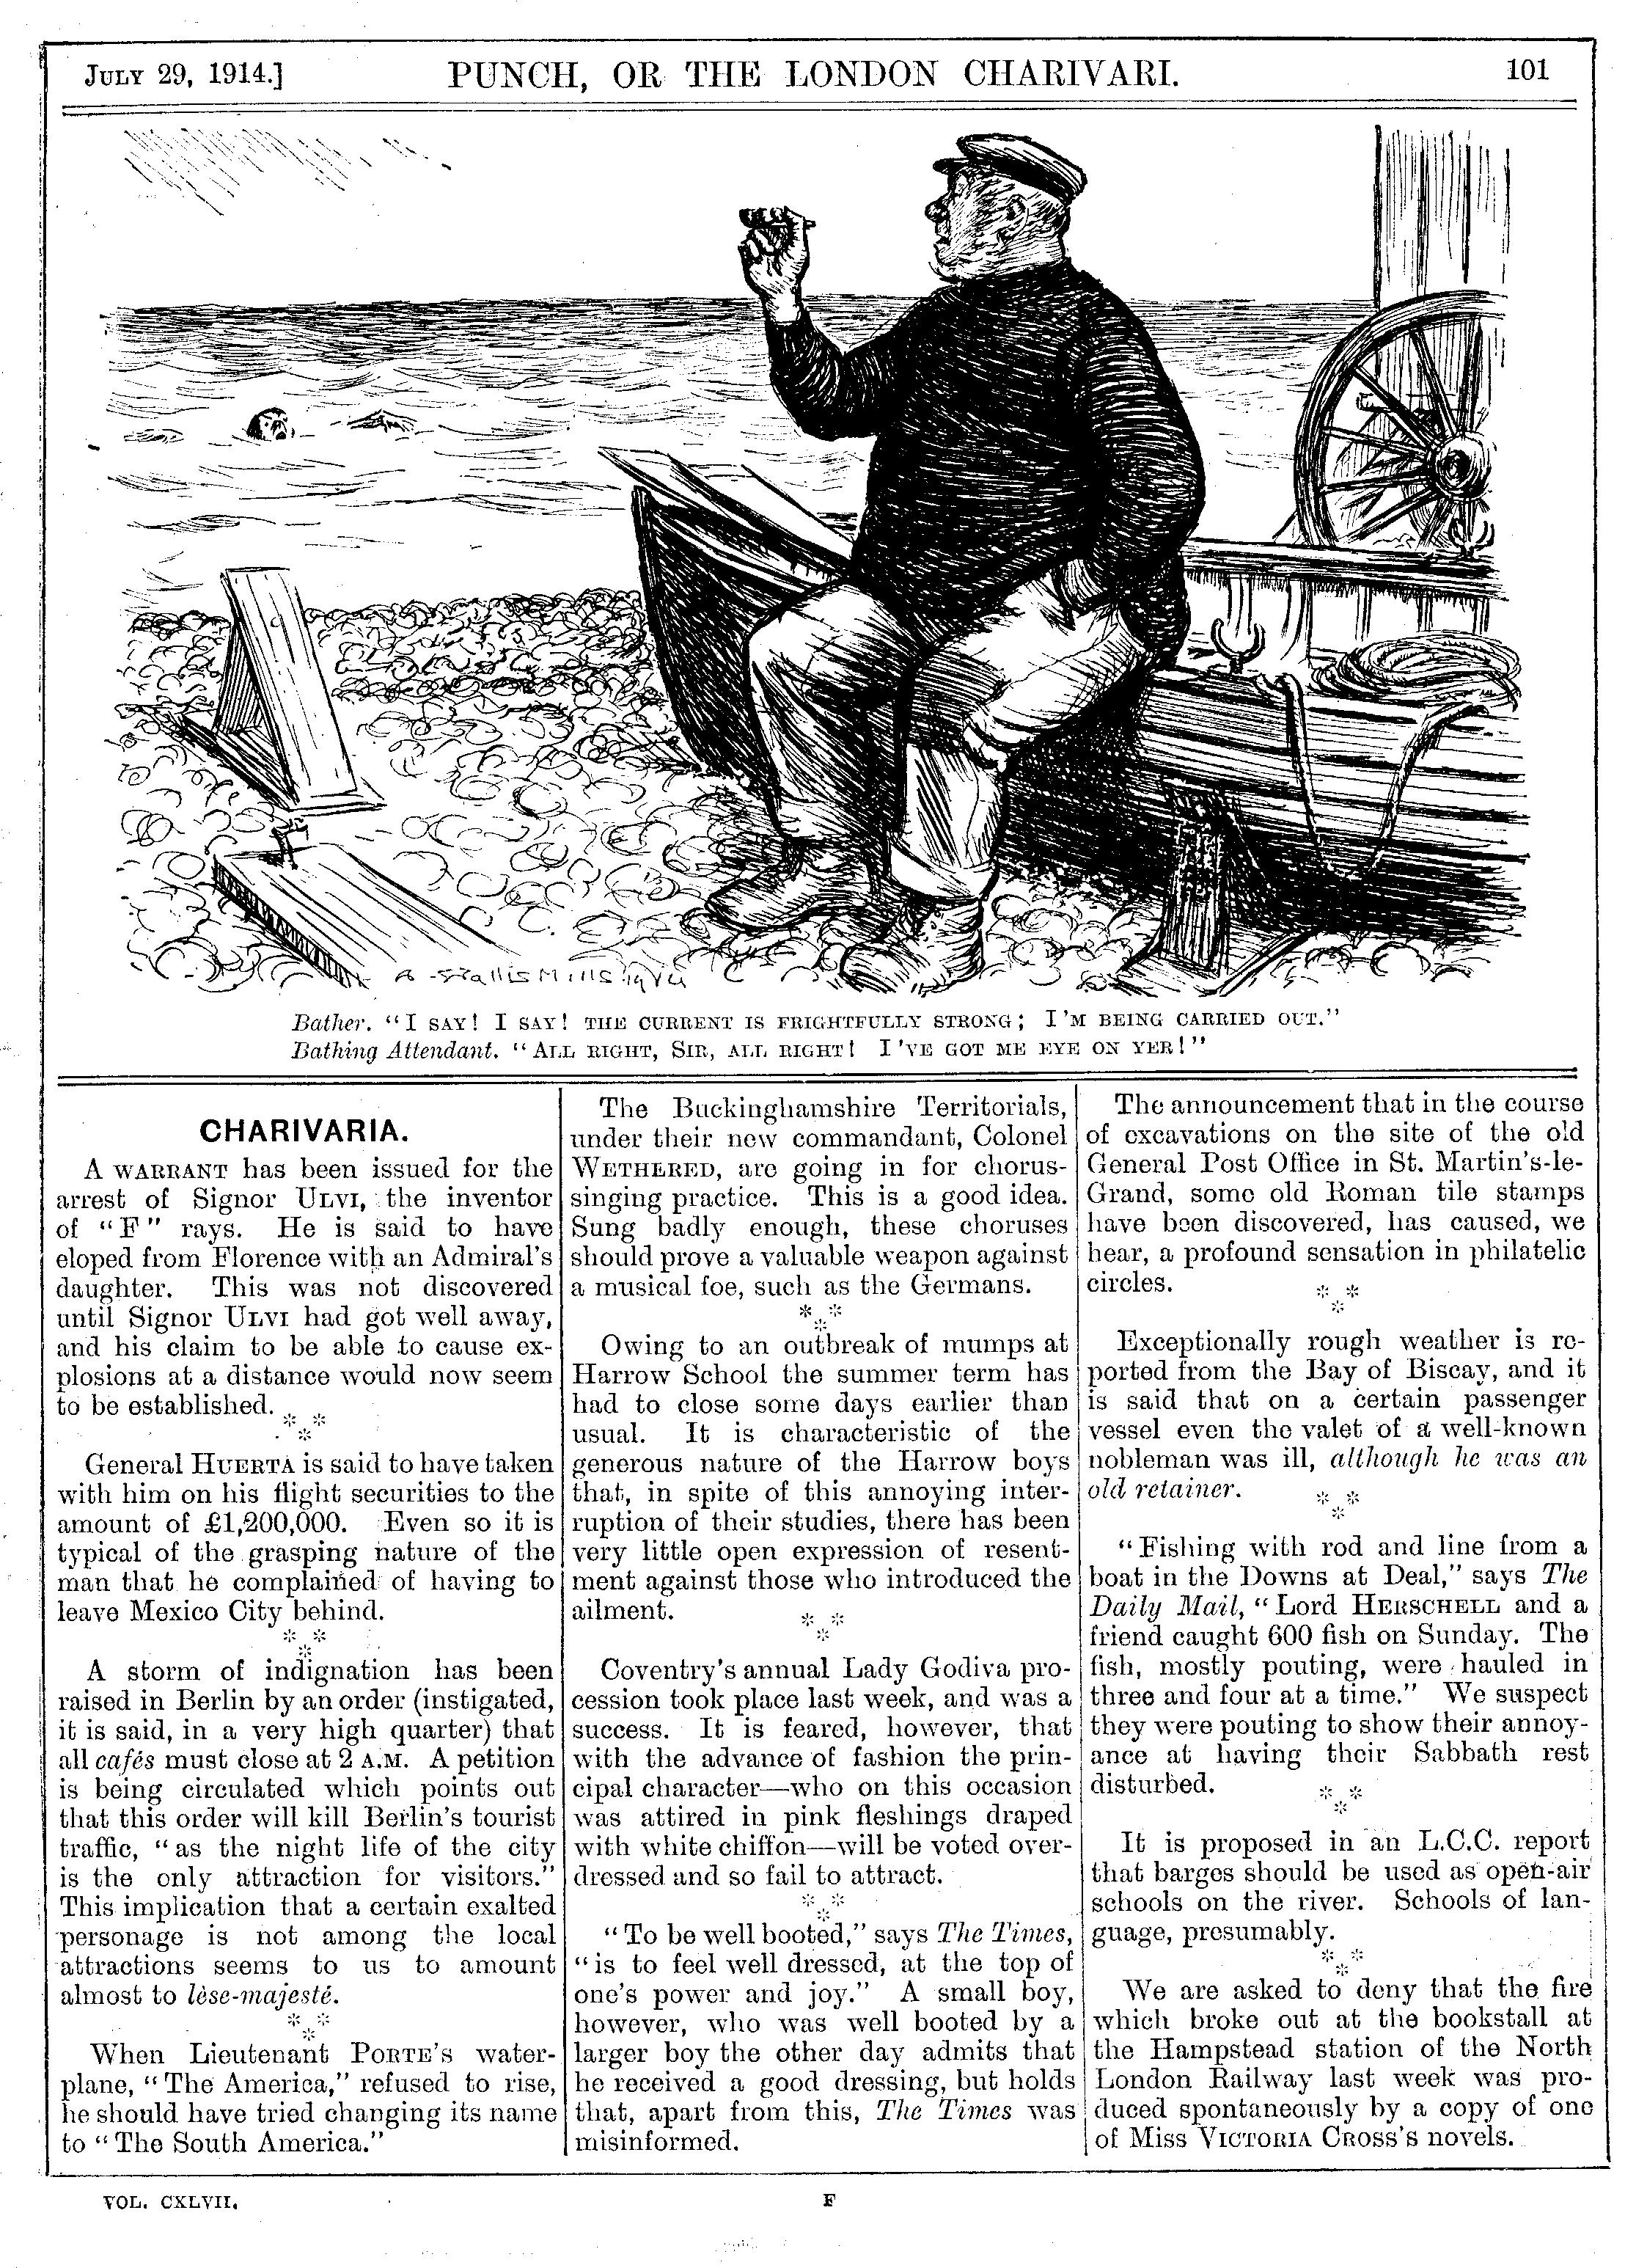 JULY 29, 1914.] PUNCH, OR THE LONDON CHARIVARI. 101
A. Wallis Mills 1914
Bather. "I SAY! I SAY! THE CURRENT IS FRIGHTFULLY STRONG; I'M BEING CARRIED OUT."
Bathing Attendant. "ALL RIGHT, SIR, ALL RIGHT! I'VE GOT ME EYE ON YER!"
CHARIVARIA.
A WARRANT has been issued for the
arrest of Signor ULVI, the inventor
of "F" rays. He is said to have
eloped from Florence with an Admiral's
daughter. This was not discovered
until Signor ULVI had got well away,
and his claim to be able to cause ex-
plosions at a distance would now seem
to be established.
* *
*
General HUERTA is said to have taken
with him on his flight securities to the
amount of £1,200,000. Even so it is
typical of the grasping nature of the
man that he complained of having to
leave Mexico City behind.
* *
*
A storm of indignation has been
raised in Berlin by an order (instigated,
it is said, in a very high quarter) that
all cafés must close at 2 A.M. A petition
is being circulated which points out
that this order will kill Berlin's tourist
traffic, "as the night life of the city
is the only attraction for visitors."
This implication that a certain exalted
personage is not among the local
attractions seems to us to amount
almost to lèse-majesté.
* *
*
When Lieutenant PORTE'S water-
plane, "The America," refused to rise,
he should have tried changing its name
to "The South America."
The Buckinghamshire Territorials,
under their new commandant, Colonel
WETHERED, are going in for chorus-
singing practice. This is a good idea.
Sung badly enough, these choruses
should prove a valuable weapon against
a musical foe, such as the Germans.
* *
*
Owing to an outbreak of mumps at
Harrow School the summer term has
had to close some days earlier than
usual. It is characteristic of the
generous nature of the Harrow boys
that, in spite of this annoying inter-
ruption of their studies, there has been
very little open expression of resent-
ment against those who introduced the
ailment.
* *
*
Coventry's annual Lady Godiva pro-
cession took place last week, and was a
success. It is feared, however, that
with the advance of fashion the prin-
cipal character—who on this occasion
was attired in pink fleshings draped
with white chiffon—will be voted over-
dressed and so fail to attract.
* *
*
"To be well booted," says The Times,
"is to feel well dressed, at the top of
one's power and joy." A small boy,
however, who was well booted by a
larger boy the other day admits that
he received a good dressing, but holds
that, apart from this, The Times was
misinformed.
The announcement that in the course
of excavations on the site of the old
General Post Office in St. Martin's-le-
Grand, some old Roman tile stamps
have been discovered, has caused, we
hear, a profound sensation in philatelic
circles.
* *
*
Exceptionally rough weather is re-
ported from the Bay of Biscay, and it
is said that on a certain passenger
vessel even the valet of a well-known
nobleman was ill, although he was an
old retainer.
* *
*
"Fishing with rod and line from a
boat in the Downs at Deal," says The
Daily Mail, "Lord HERSCHELL and a
friend caught 600 fish on Sunday. The
fish, mostly pouting, were hauled in
three and four at a time." We suspect
they were pouting to show their annoy-
ance at having their Sabbath rest
disturbed.
* *
*
It is proposed in an L.C.C. report
that barges should be used as open-air
schools on the river. Schools of lan-
guage, presumably.
* *
*
We are asked to deny that the fire
which broke out at the bookstall at
the Hampstead station of the North
London Railway last week was pro-
duced spontaneously by a copy of one
of Miss VICTORIA CROSS'S novels.
VOL. CXLVII. F